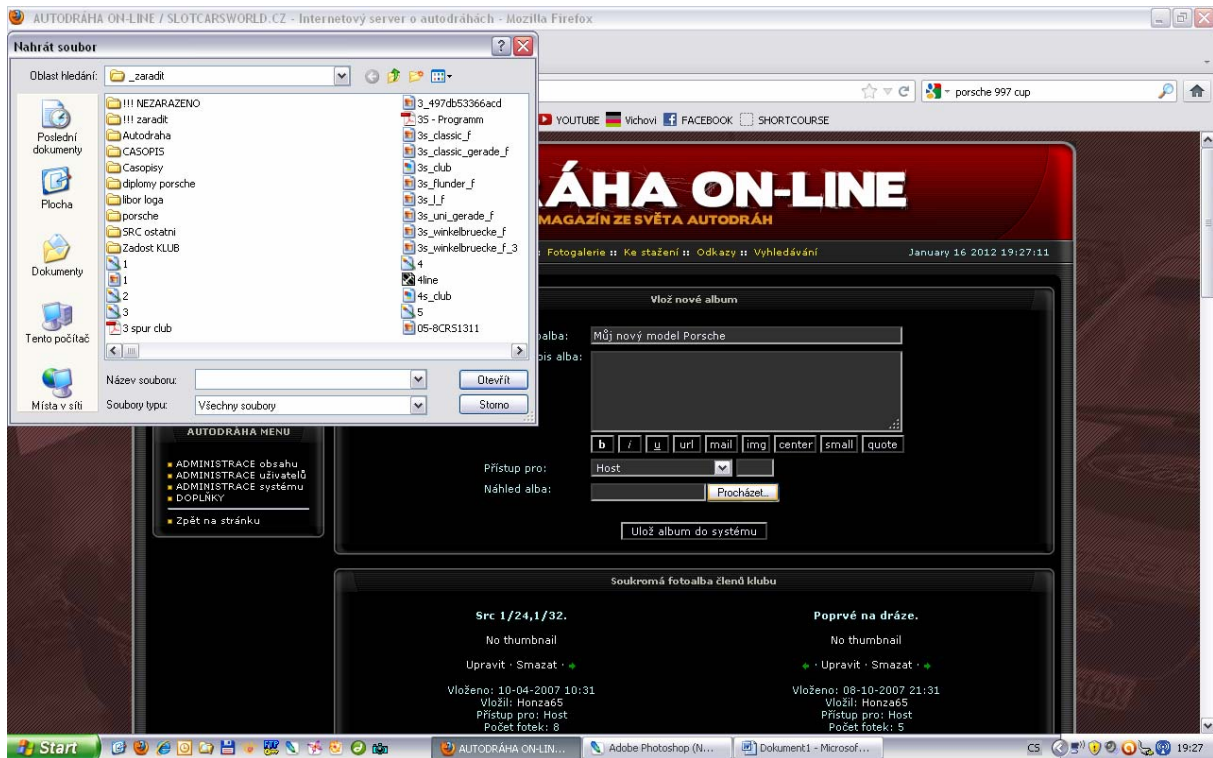 AUTODRÁHA ON-LINE / SLOTCARSWORLD.CZ - Internetový server o autodráhách - Mozilla Firefox
Nahrát soubor
Oblast hledání: _zaradit
!!! NEZARAZENO
!!! zaradit
Autodraha
CASOPIS
Casopisy
diplomy porsche
libor loga
porsche
SRC ostatni
Zadost KLUB
1
1
2
3
3 spur club
3_497db53366acd
3S - Programm
3s_classic_f
3s_classic_gerade_f
3s_club
3s_flunder_f
3s_l_f
3s_uni_gerade_f
3s_winkelbruecke_f
3s_winkelbruecke_f_3
4
4line
4s_club
5
05-8CRS1311
Poslední dokumenty
Plocha
Dokumenty
Tento počítač
Místa v síti
Název souboru:
Otevřít
Soubory typu: Všechny soubory
Storno
porsche 997 cup
YOUTUBE Vichovi FACEBOOK SHORTCOURSE
ÁHA ON-LINE
MAGAZÍN ZE SVĚTA AUTODRÁH
:: Fotogalerie :: Ke stažení :: Odkazy :: Vyhledávání
January 16 2012 19:27:11
Vlož nové album
alba: Můj nový model Porsche
pis alba:
b i u url mail img center small quote
Přístup pro: Host
Náhled alba: Procházet...
Ulož album do systému
AUTODRÁHA MENU
ADMINISTRACE obsahu
ADMINISTRACE uživatelů
ADMINISTRACE systému
DOPLŇKY
Zpět na stránku
Soukromá fotoalba členů klubu
Src 1/24,1/32.
No thumbnail
Upravit · Smazat ·
Vloženo: 10-04-2007 10:31
Vložil: Honza65
Přístup pro: Host
Počet fotek: 8
Poprvé na dráze.
No thumbnail
· Upravit · Smazat ·
Vloženo: 08-10-2007 21:31
Vložil: Honza65
Přístup pro: Host
Počet fotek: 5
Start
AUTODRÁHA ON-LIN...
Adobe Photoshop (N...
Dokument1 - Microsof...
CS
19:27